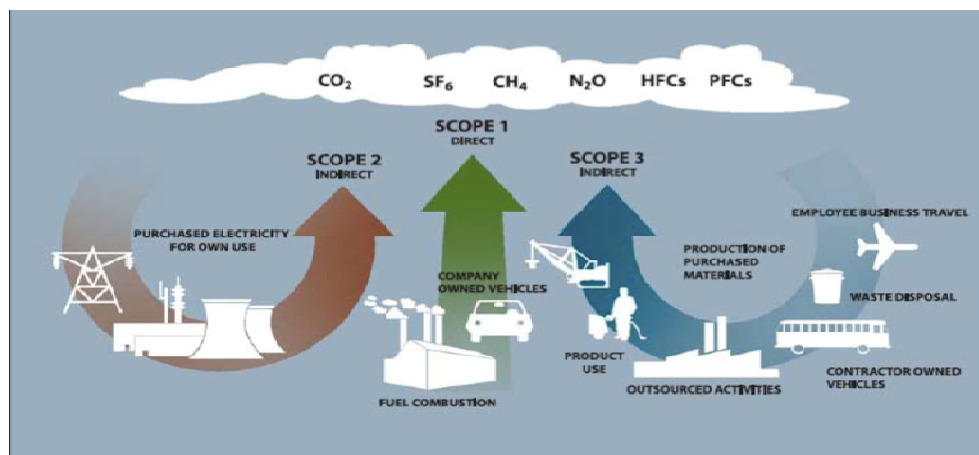 CO₂ SF₆ CH₄ N₂O HFCs PFCs
SCOPE 1
DIRECT
SCOPE 2
INDIRECT
SCOPE 3
INDIRECT
PURCHASED ELECTRICITY
FOR OWN USE
COMPANY
OWNED VEHICLES
FUEL COMBUSTION
PRODUCT
USE
PRODUCTION OF
PURCHASED
MATERIALS
OUTSOURCED ACTIVITIES
EMPLOYEE BUSINESS TRAVEL
WASTE DISPOSAL
CONTRACTOR OWNED
VEHICLES